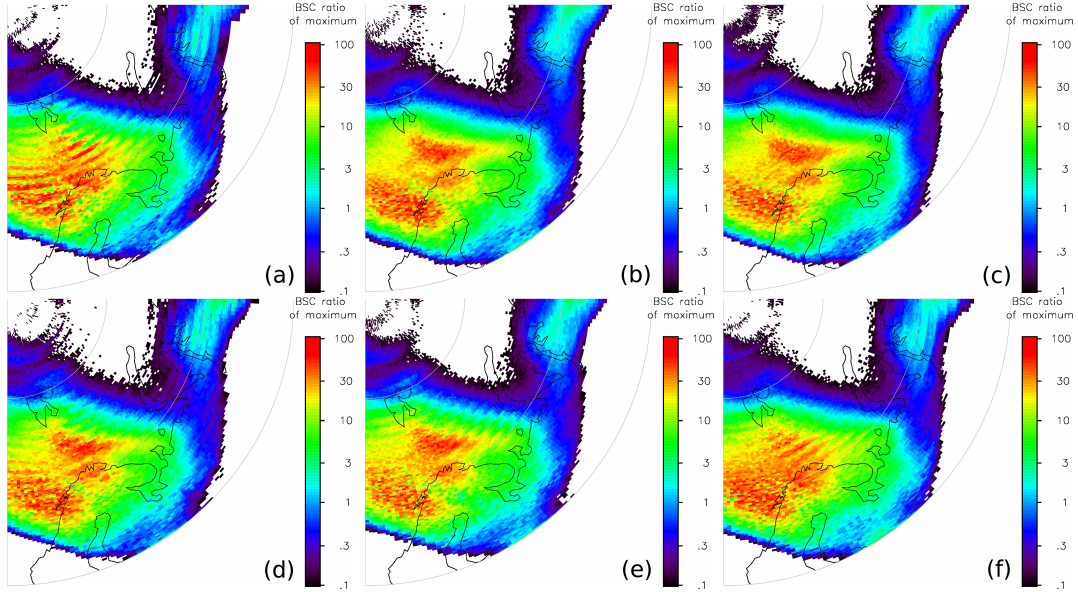 BSC ratio
of maximum
100
30
10
3
1
.3
.1
(a)
BSC ratio
of maximum
100
30
10
3
1
.3
.1
(b)
BSC ratio
of maximum
100
30
10
3
1
.3
.1
(c)
BSC ratio
of maximum
100
30
10
3
1
.3
.1
(d)
BSC ratio
of maximum
100
30
10
3
1
.3
.1
(e)
BSC ratio
of maximum
100
30
10
3
1
.3
.1
(f)